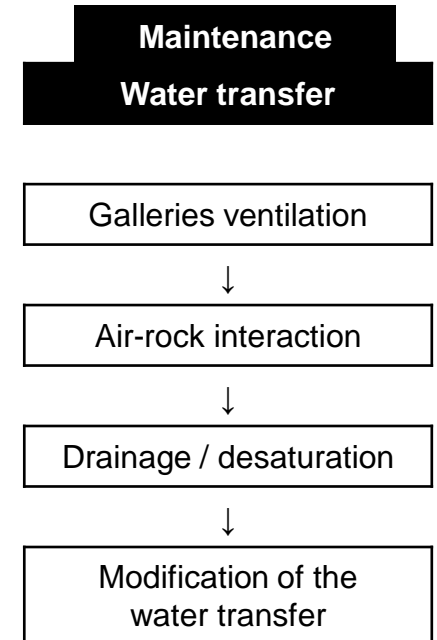 Maintenance
Water transfer
Galleries ventilation
↓
Air-rock interaction
↓
Drainage / desaturation
↓
Modification of the
water transfer